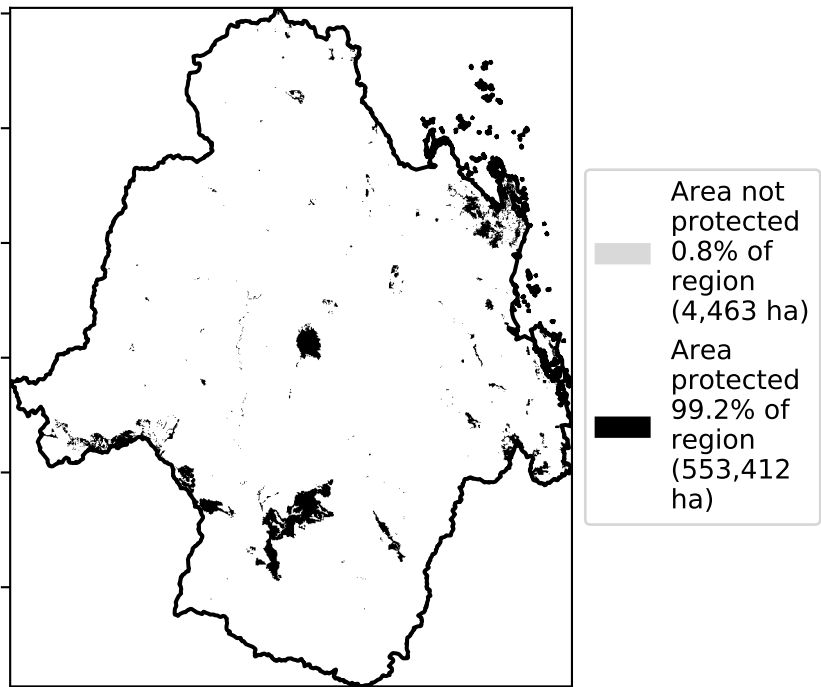 Area not
protected
0.8% of
region
(4,463 ha)
Area
protected
99.2% of
region
(553,412
ha)